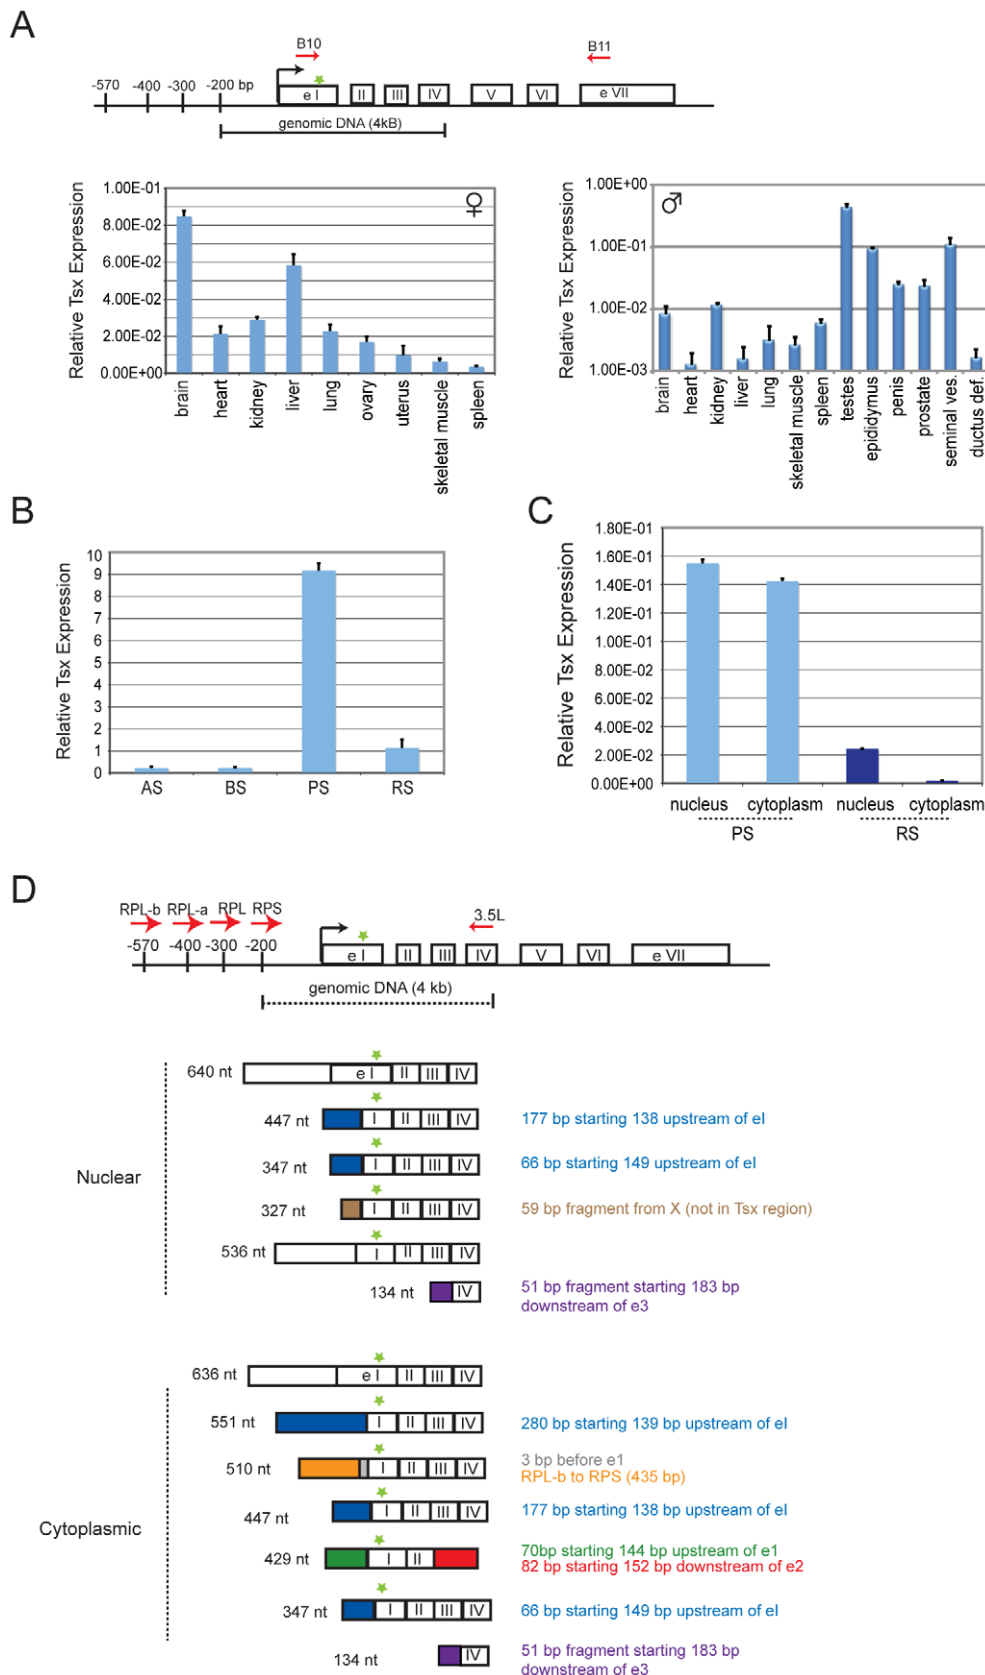 A
B10
B11
-570
-400
-300
-200 bp
e I
II
III
IV
V
VI
e VII
genomic DNA (4kB)
Relative Tsx Expression
1.00E-01
8.00E-02
6.00E-02
4.00E-02
2.00E-02
0.00E+00
♀
brain
heart
kidney
liver
lung
ovary
uterus
skeletal muscle
spleen
Relative Tsx Expression
1.00E+00
1.00E-01
1.00E-02
1.00E-03
♂
brain
heart
kidney
liver
lung
skeletal muscle
spleen
testes
epididymus
penis
prostate
seminal ves.
ductus def.
B
Relative Tsx Expression
10
9
8
7
6
5
4
3
2
1
0
AS
BS
PS
RS
C
Relative Tsx Expression
1.80E-01
1.60E-01
1.40E-01
1.20E-01
1.00E-01
8.00E-02
6.00E-02
4.00E-02
2.00E-02
0.00E+00
nucleus
cytoplasm
nucleus
cytoplasm
PS
RS
D
RPL-b
RPL-a
RPL
RPS
3.5L
-570
-400
-300
-200
e I
II
III
IV
V
VI
e VII
genomic DNA (4 kb)
Nuclear
640 nt
e I
II
III
IV
447 nt
I
II
III
IV
177 bp starting 138 upstream of eI
347 nt
I
II
III
IV
66 bp starting 149 upstream of eI
327 nt
I
II
III
IV
59 bp fragment from X (not in Tsx region)
536 nt
I
II
III
IV
134 nt
IV
51 bp fragment starting 183 bp
downstream of e3
Cytoplasmic
636 nt
e I
II
III
IV
551 nt
I
II
III
IV
280 bp starting 139 bp upstream of eI
510 nt
I
II
III
IV
3 bp before e1
RPL-b to RPS (435 bp)
447 nt
I
II
III
IV
177 bp starting 138 bp upstream of eI
429 nt
I
II
70bp starting 144 bp upstream of e1
82 bp starting 152 bp downstream of e2
347 nt
I
II
III
IV
66 bp starting 149 bp upstream of eI
134 nt
IV
51 bp fragment starting 183 bp
downstream of e3